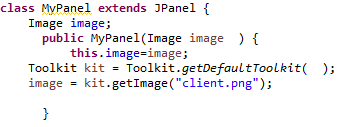 class MyPanel extends JPanel {
Image image;
public MyPanel(Image image  ) {
this.image=image;
Toolkit kit = Toolkit.getDefaultToolkit(  );
image = kit.getImage("client.png");
}